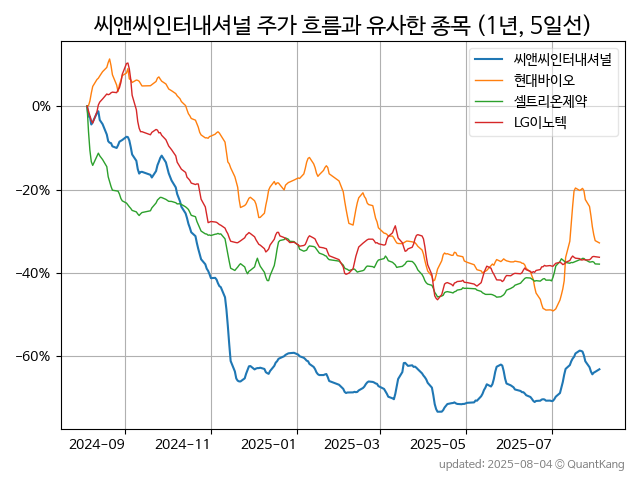 씨앤씨인터내셔널 주가 흐름과 유사한 종목 (1년, 5일선)
씨앤씨인터내셔널
현대바이오
셀트리온제약
LG이노텍
0%
−20%
−40%
−60%
2024-09 2024-11 2025-01 2025-03 2025-05 2025-07
updated: 2025-08-04 ⓒ QuantKang